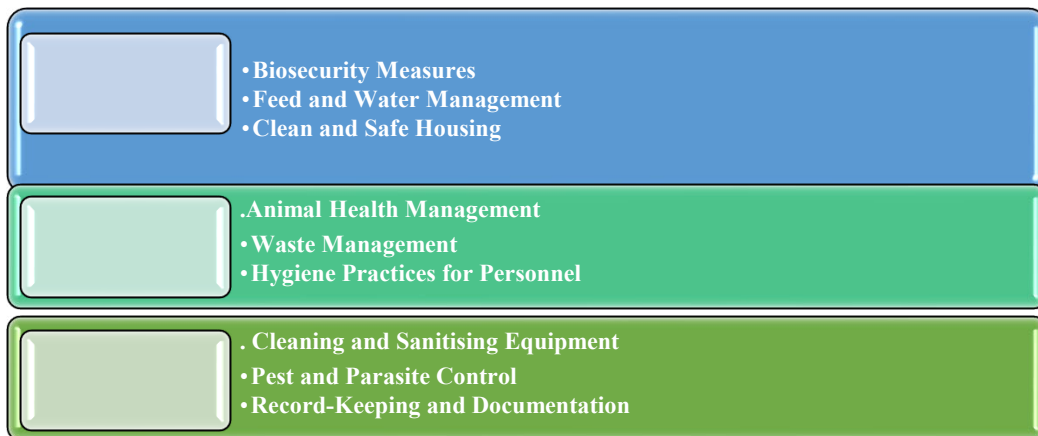 •Biosecurity Measures
•Feed and Water Management
•Clean and Safe Housing
.Animal Health Management
•Waste Management
•Hygiene Practices for Personnel
. Cleaning and Sanitising Equipment
•Pest and Parasite Control
•Record-Keeping and Documentation